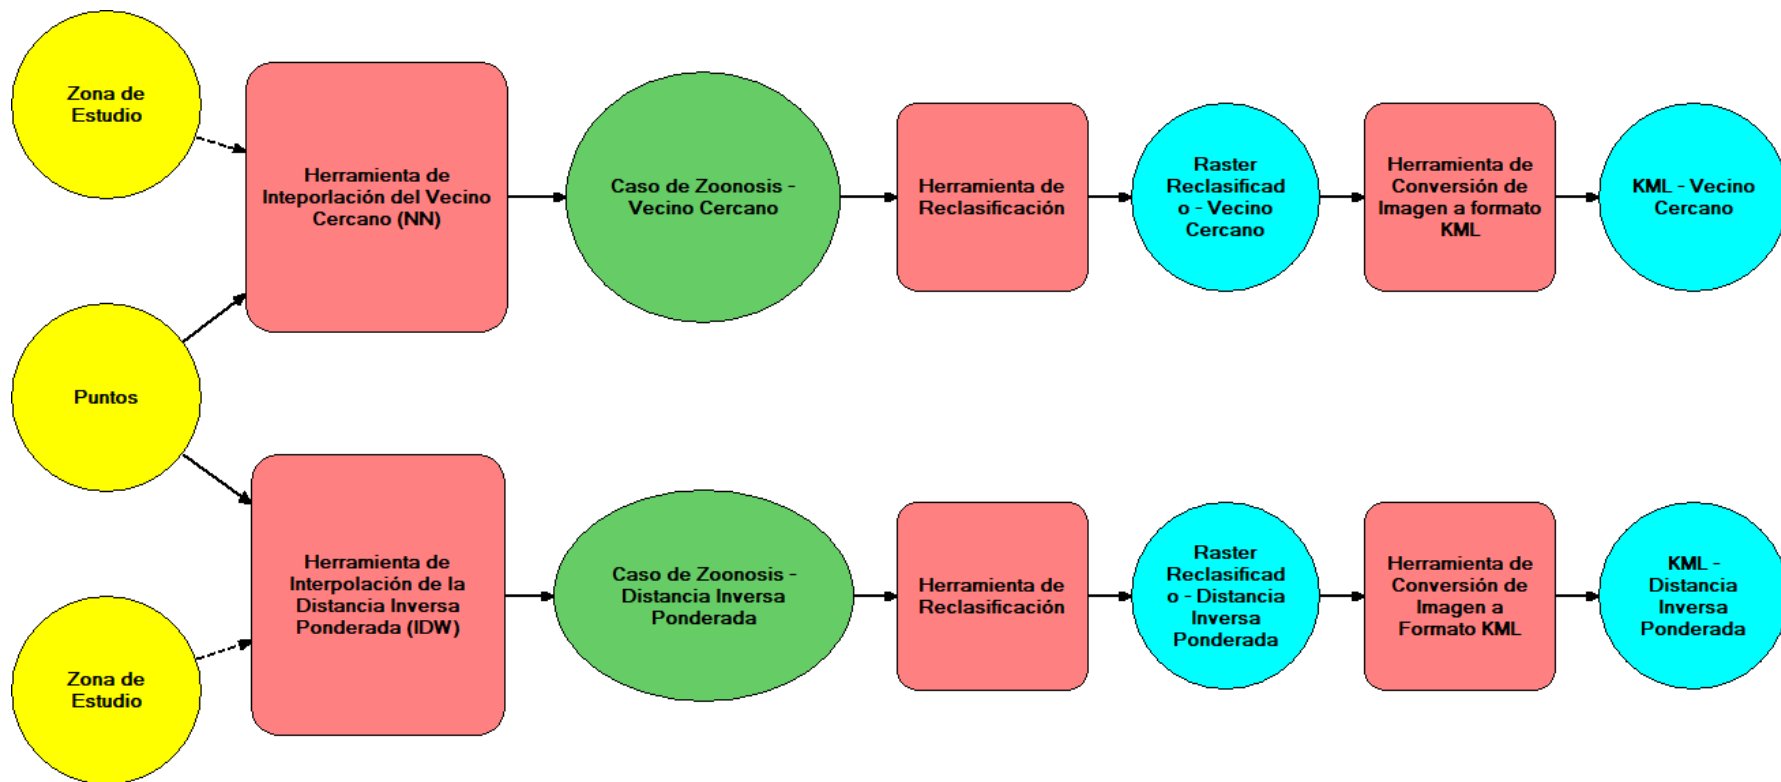 Zona de
Estudio
Herramienta de
Inteporlación del Vecino
Cercano (NN)
Caso de Zoonosis -
Vecino Cercano
Herramienta de
Reclasificación
Raster
Reclasificad
o - Vecino
Cercano
Herramienta de
Conversión de
Imagen a formato
KML
KML - Vecino
Cercano
Puntos
Herramienta de
Interpolación de la
Distancia Inversa
Ponderada (IDW)
Caso de Zoonosis -
Distancia Inversa
Ponderada
Herramienta de
Reclasificación
Raster
Reclasificad
o - Distancia
Inversa
Ponderada
Herramienta de
Conversión de
Imagen a
Formato KML
KML -
Distancia
Inversa
Ponderada
Zona de
Estudio